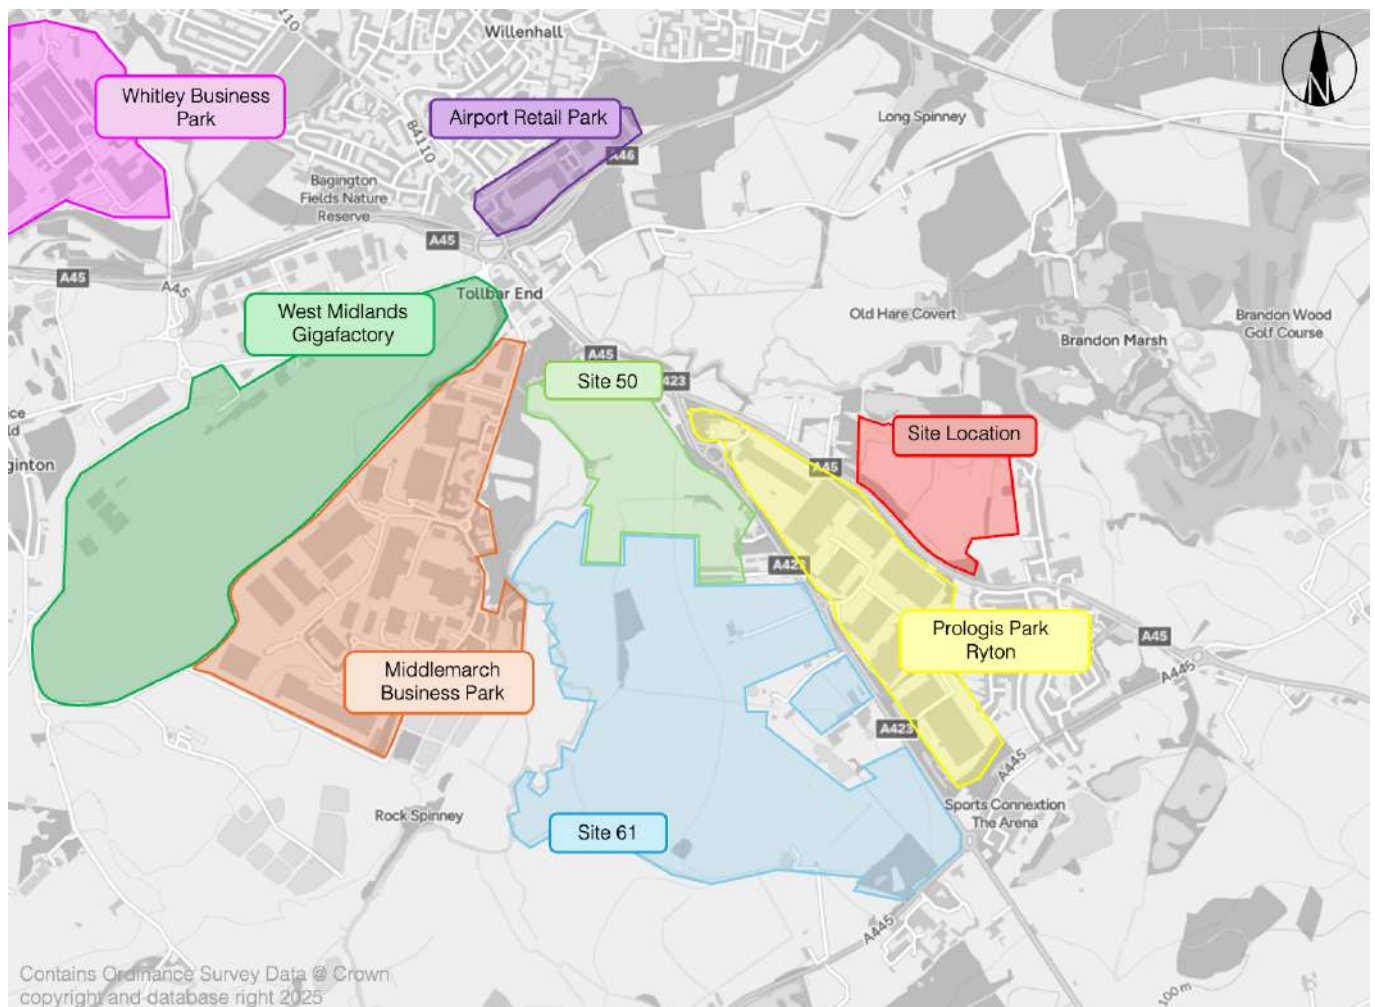 A110
Willenhall
Whitley Business
Park
Airport Retail Park
B4110
A46
Long Spinney
N
Bagington
Fields Nature
Reserve
A45
A45
A45
Tollbar End
West Midlands
Gigafactory
Old Hare Covert
Brandon Marsh
Brandon Wood
Golf Course
A45
Site 50
423
Site Location
A45
ginton
A423
Prologis Park
Ryton
A45
A445
Middlemarch
Business Park
A423
A445
Rock Spinney
Sports Connextion
The Arena
Site 61
A445
Contains Ordinance Survey Data @ Crown
copyright and database right 2025
100m